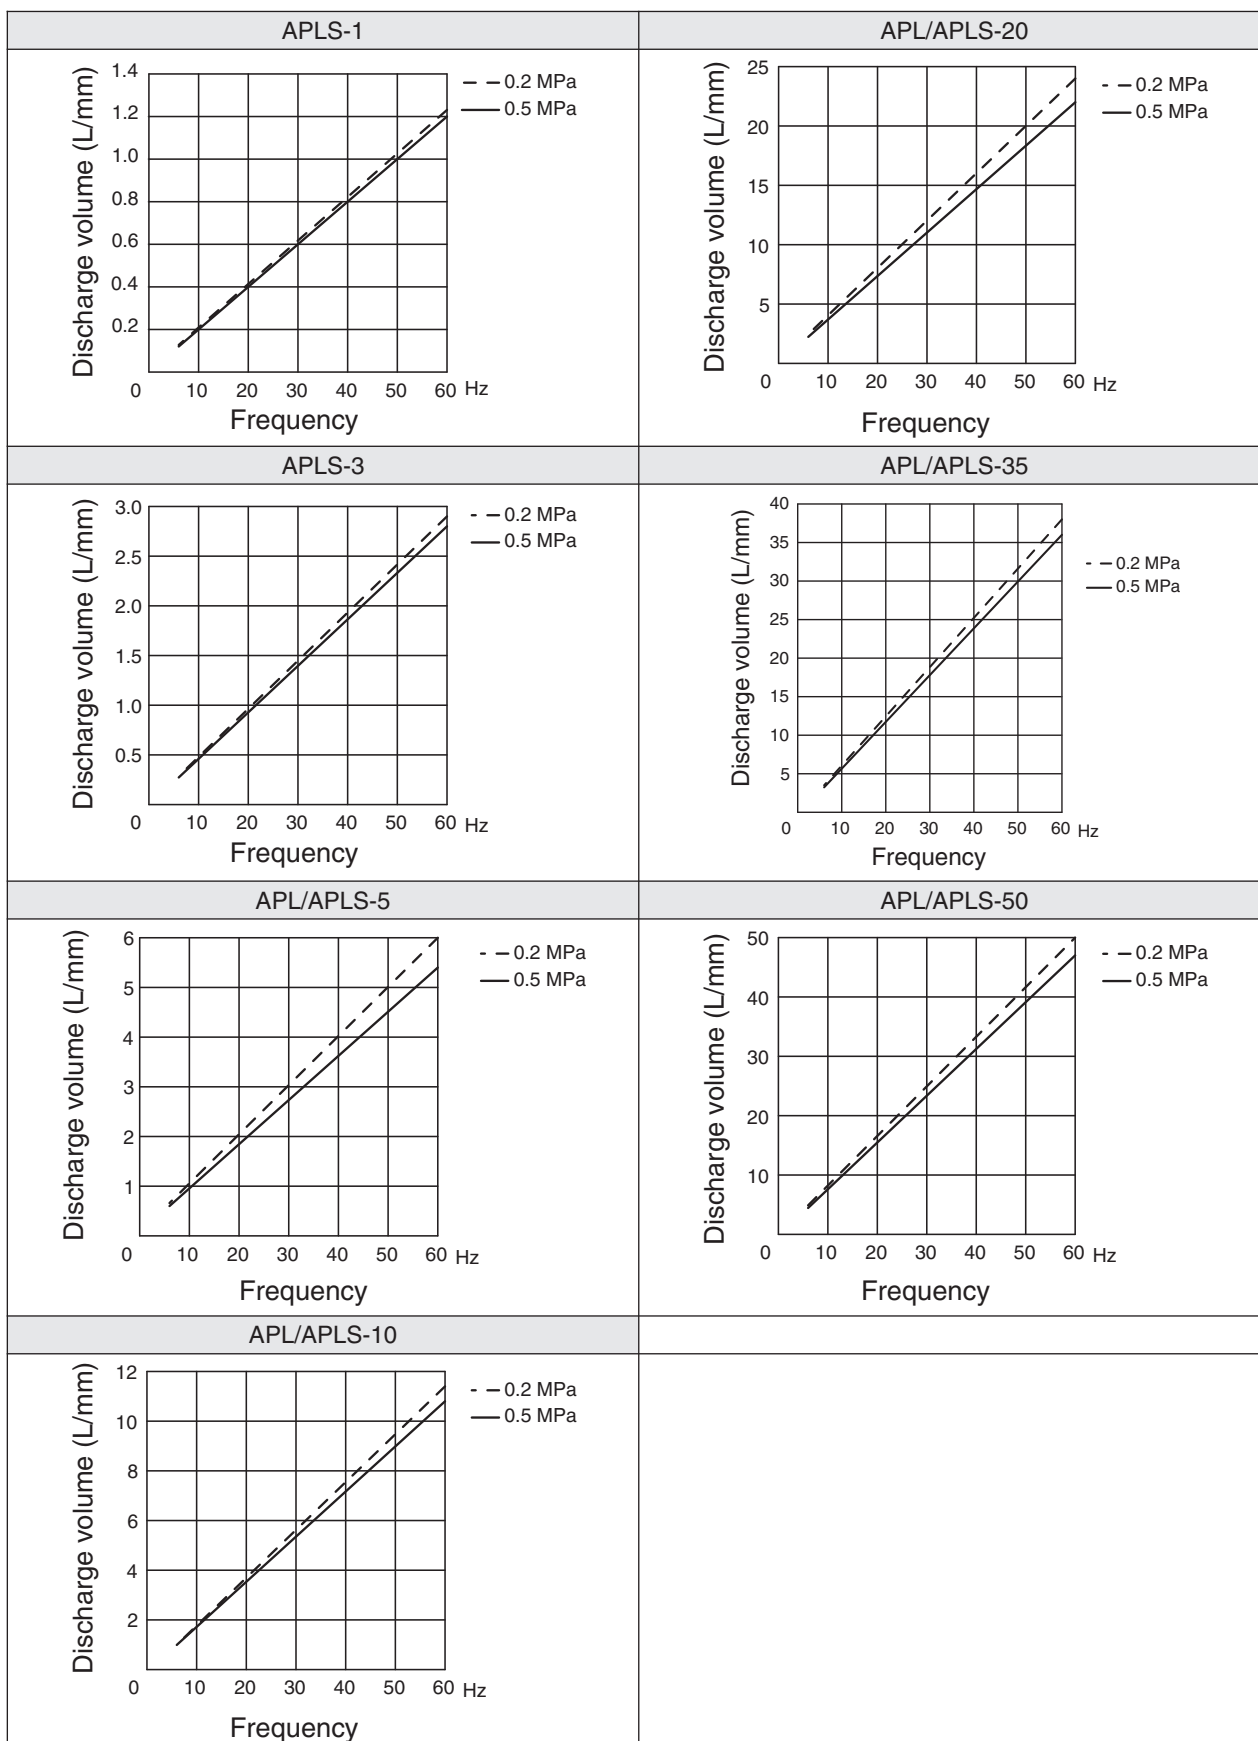 APLS-1
Discharge volume (L/mm)
1.4
1.2
1.0
0.8
0.6
0.4
0.2
0 10 20 30 40 50 60 Hz
Frequency
0.2 MPa
0.5 MPa
APL/APLS-20
Discharge volume (L/mm)
25
20
15
10
5
0 10 20 30 40 50 60 Hz
Frequency
0.2 MPa
0.5 MPa
APLS-3
Discharge volume (L/mm)
3.0
2.5
2.0
1.5
1.0
0.5
0 10 20 30 40 50 60 Hz
Frequency
0.2 MPa
0.5 MPa
APL/APLS-35
Discharge volume (L/mm)
40
35
30
25
20
15
10
5
0 10 20 30 40 50 60 Hz
Frequency
0.2 MPa
0.5 MPa
APL/APLS-5
Discharge volume (L/mm)
6
5
4
3
2
1
0 10 20 30 40 50 60 Hz
Frequency
0.2 MPa
0.5 MPa
APL/APLS-50
Discharge volume (L/mm)
50
40
30
20
10
0 10 20 30 40 50 60 Hz
Frequency
0.2 MPa
0.5 MPa
APL/APLS-10
Discharge volume (L/mm)
12
10
8
6
4
2
0 10 20 30 40 50 60 Hz
Frequency
0.2 MPa
0.5 MPa